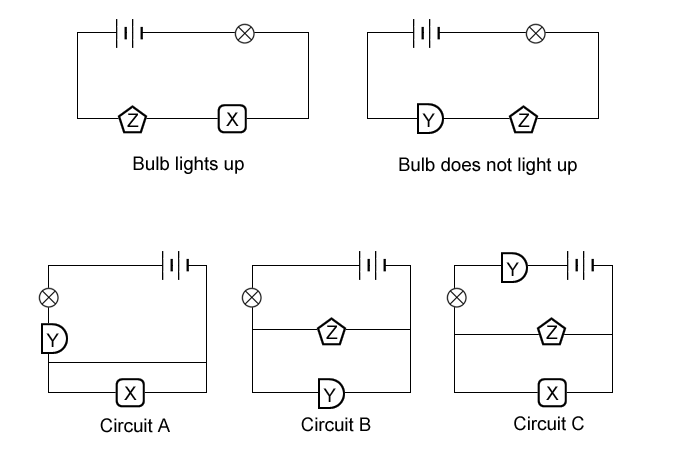 Z X
Bulb lights up
Y Z
Bulb does not light up
Y
X
Circuit A
Z
Y
Circuit B
Y
Z
X
Circuit C